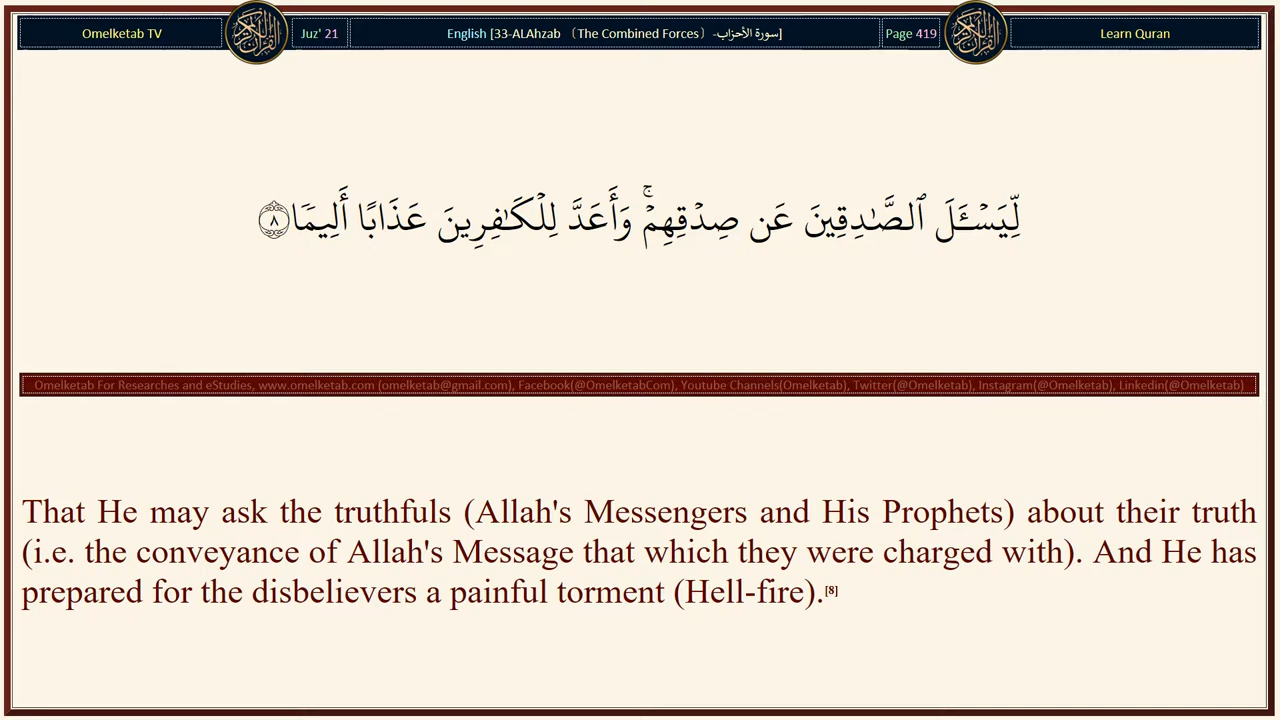 Omelketab TV
Juz' 21
English [33-ALAhzab （The Combined Forces）-سورة الأحزاب]
Page 419
Learn Quran
لِّيَسۡـَٔلَ ٱلصَّـٰدِقِينَ عَن صِدۡقِهِمۡۚ وَأَعَدَّ لِلۡكَـٰفِرِينَ عَذَابًا أَلِيمٗا ٨
Omelketab For Researches and eStudies, www.omelketab.com (omelketab@gmail.com), Facebook(@OmelketabCom), Youtube Channels(Omelketab), Twitter(@Omelketab), Instagram(@Omelketab), Linkedin(@Omelketab)
That He may ask the truthfuls (Allah's Messengers and His Prophets) about their truth
(i.e. the conveyance of Allah's Message that which they were charged with). And He has
prepared for the disbelievers a painful torment (Hell-fire).[8]